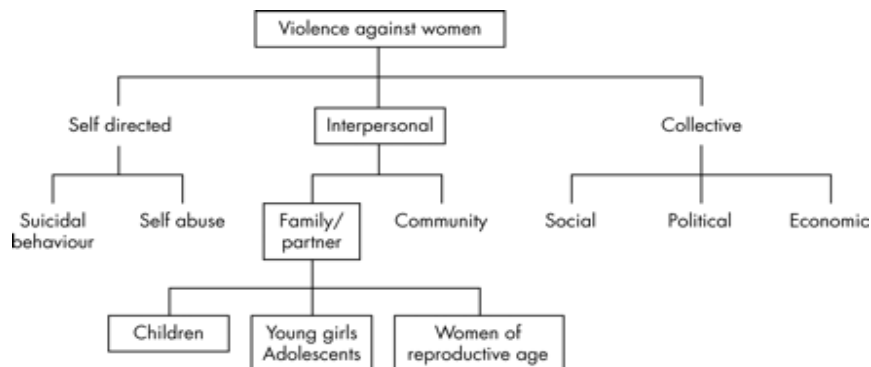 Violence against women
Self directed
Interpersonal
Collective
Suicidal
behaviour
Self abuse
Family/
partner
Community
Social
Political
Economic
Children
Young girls
Adolescents
Women of
reproductive age